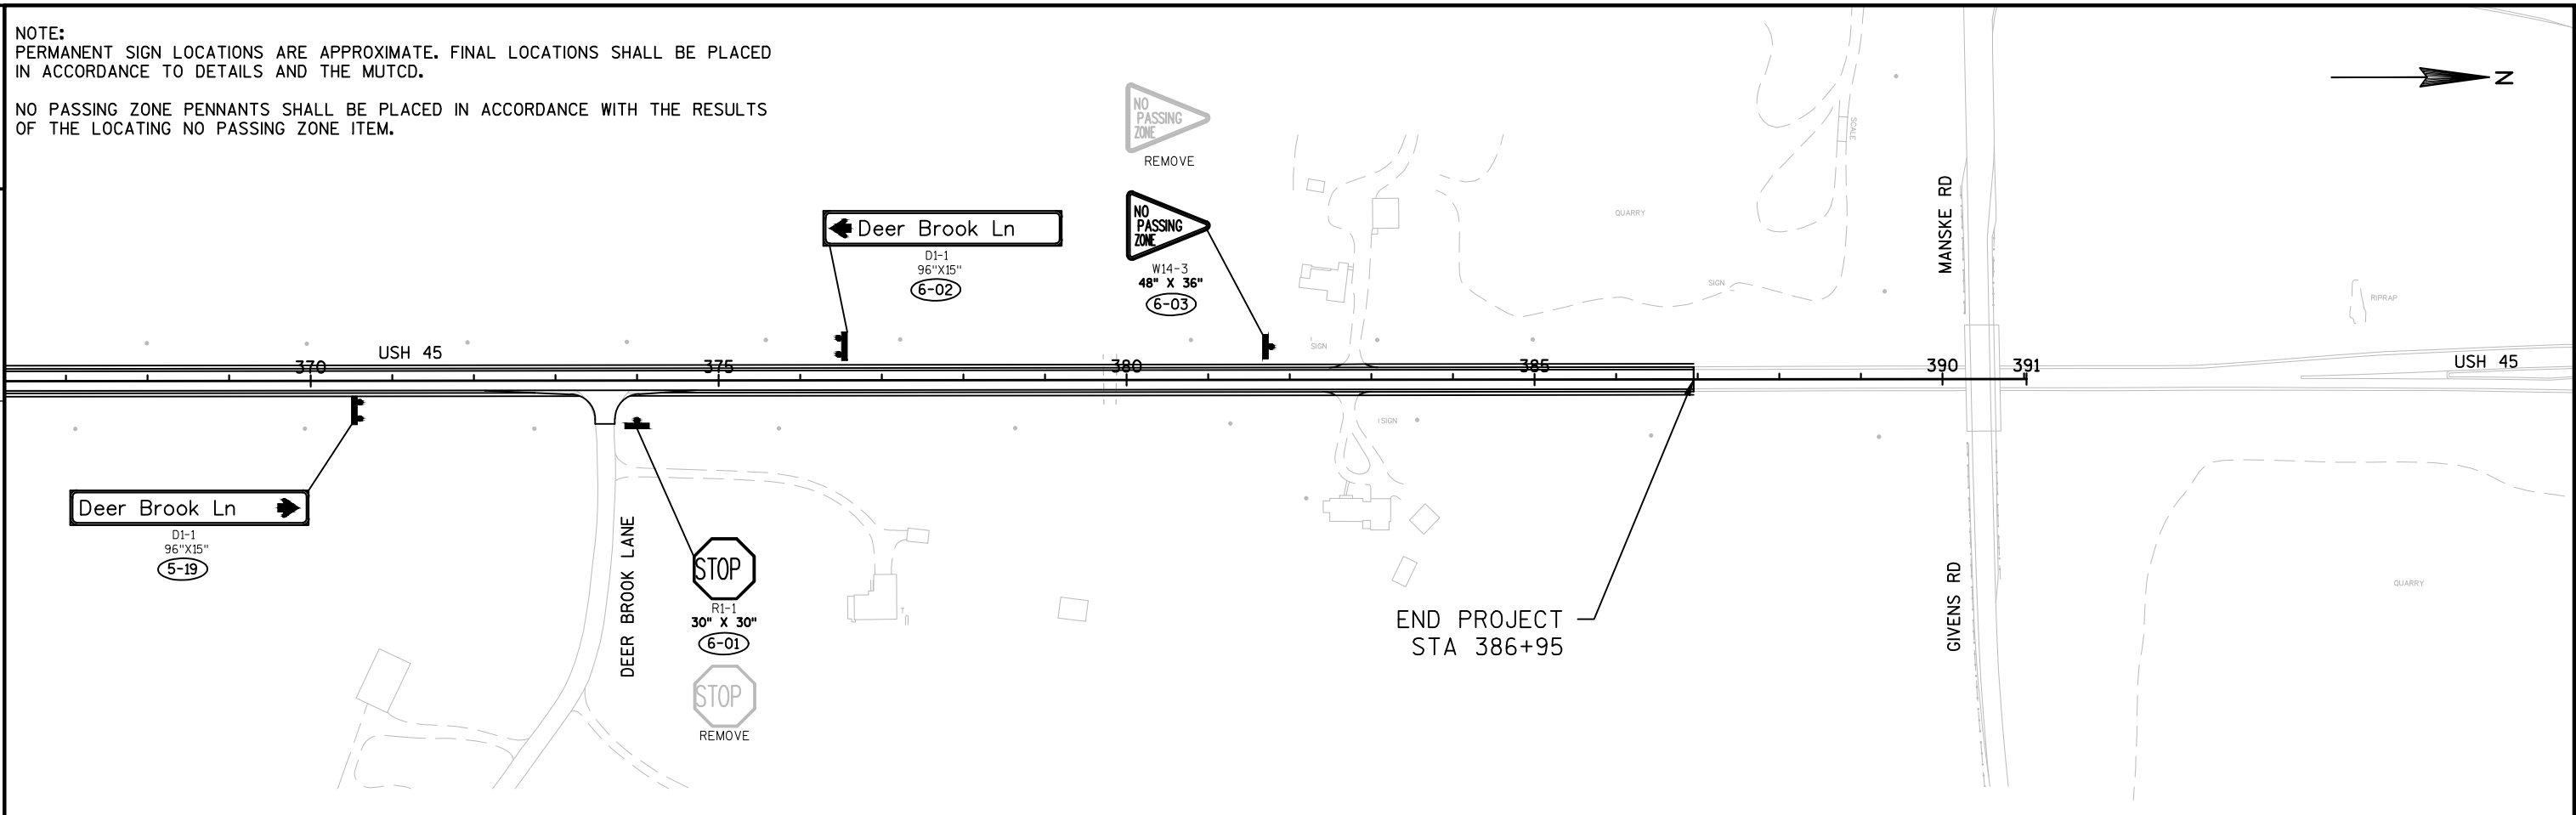 NOTE:
PERMANENT SIGN LOCATIONS ARE APPROXIMATE. FINAL LOCATIONS SHALL BE PLACED
IN ACCORDANCE TO DETAILS AND THE MUTCD.
NO PASSING ZONE PENNANTS SHALL BE PLACED IN ACCORDANCE WITH THE RESULTS
OF THE LOCATING NO PASSING ZONE ITEM.
N
NO
PASSING
ZONE
REMOVE
NO
PASSING
ZONE
W14-3
48" X 36"
6-03
Deer Brook Ln
D1-1
96"X15"
6-02
SCALE
QUARRY
SIGN
MANSKE RD
RIPRAP
SIGN
USH 45
370
375
380
385
390
391
USH 45
SIGN
Deer Brook Ln
D1-1
96"X15"
5-19
DEER BROOK LANE
STOP
R1-1
30" X 30"
6-01
STOP
REMOVE
T
END PROJECT
STA 386+95
GIVENS RD
QUARRY